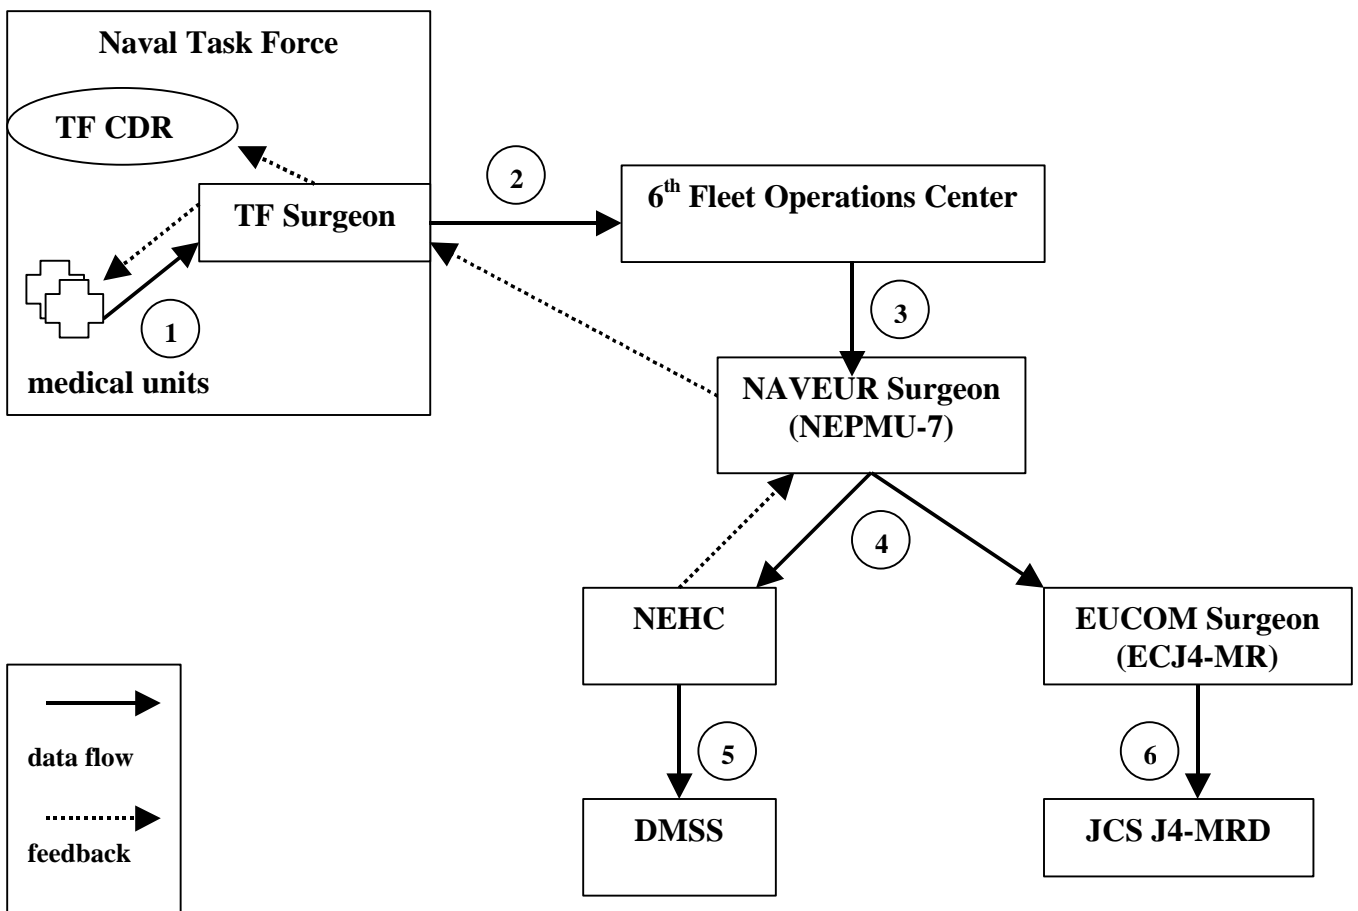 Naval Task Force
TF CDR
TF Surgeon
medical units
1
2
6th Fleet Operations Center
3
NAVEUR Surgeon
(NEPMU-7)
4
NEHC
EUCOM Surgeon
(ECJ4-MR)
5
6
DMSS
JCS J4-MRD
data flow
feedback